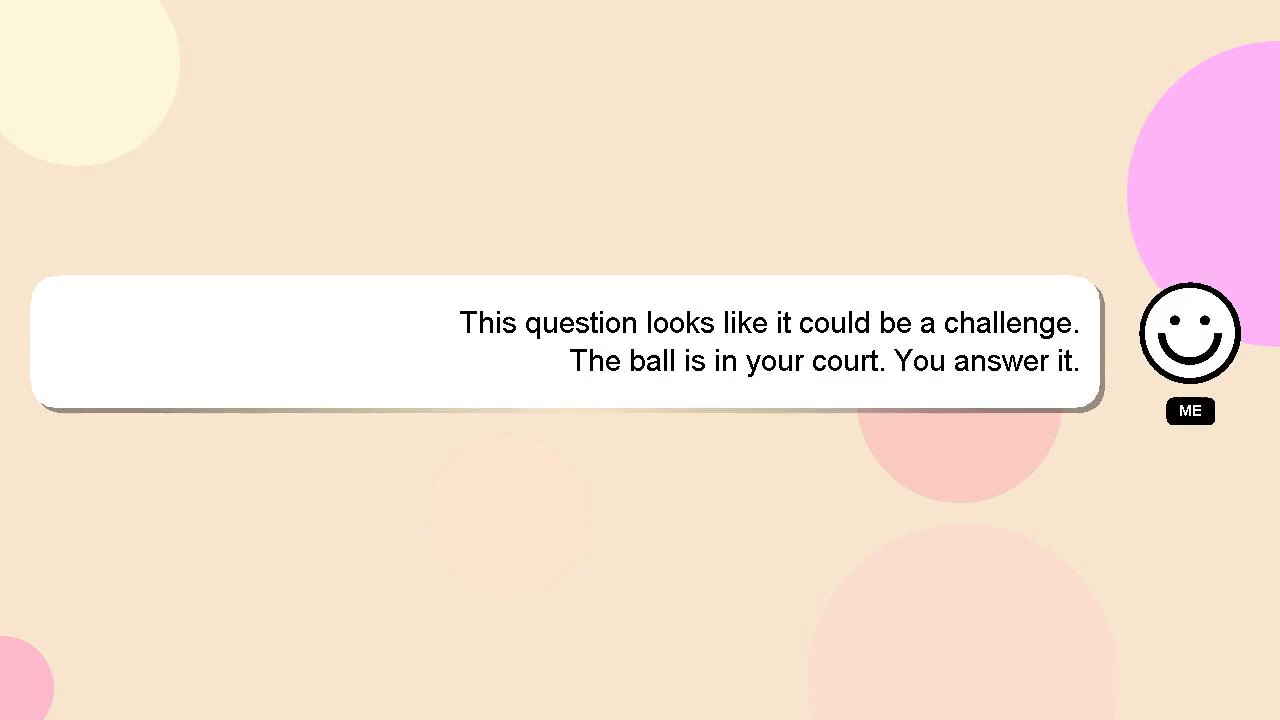 This question looks like it could be a challenge.
The ball is in your court. You answer it.
ME